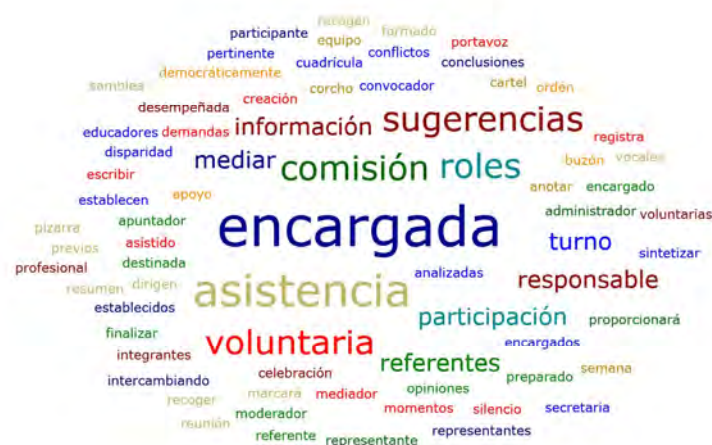 recogen formado
participante equipo portavoz
pertinente cuadrícula conflictos conclusiones
democráticamente
samblea corcho convocador cartel orden
desempeñada creación
información sugerencias
educadores demandas registra
disparidad mediar comisión roles buzón vocales
escribir
establecen apoyo anotar encargado
apuntador encargada administrador voluntarias
pizarra
previos asistido turno sintetizar
profesional destinada analizadas responsable
resumen dirigen asistencia
establecidos participación proporcionará
finalizar voluntaria encargados
integrantes referentes semana
intercambiando celebración opiniones preparado
recoger marcará mediador momentos silencio secretaria
reunión moderador
referente representante representantes